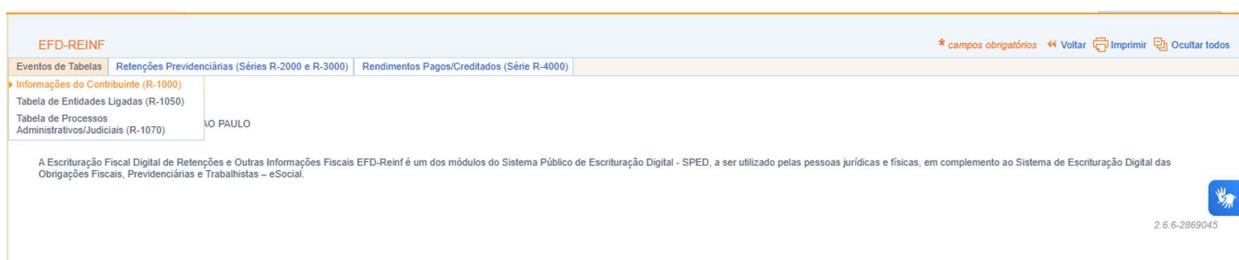 EFD-REINF
* campos obrigatórios Voltar Imprimir Ocultar todos
Eventos de Tabelas Retenções Previdenciárias (Séries R-2000 e R-3000) Rendimentos Pagos/Creditados (Série R-4000)
Informações do Contribuinte (R-1000)
Tabela de Entidades Ligadas (R-1050)
Tabela de Processos
Administrativos/Judiciais (R-1070)
AO PAULO
A Escrituração Fiscal Digital de Retenções e Outras Informações Fiscais EFD-Reinf é um dos módulos do Sistema Público de Escrituração Digital - SPED, a ser utilizado pelas pessoas jurídicas e físicas, em complemento ao Sistema de Escrituração Digital das
Obrigações Fiscais, Previdenciárias e Trabalhistas – eSocial.
2.6.6-2869045